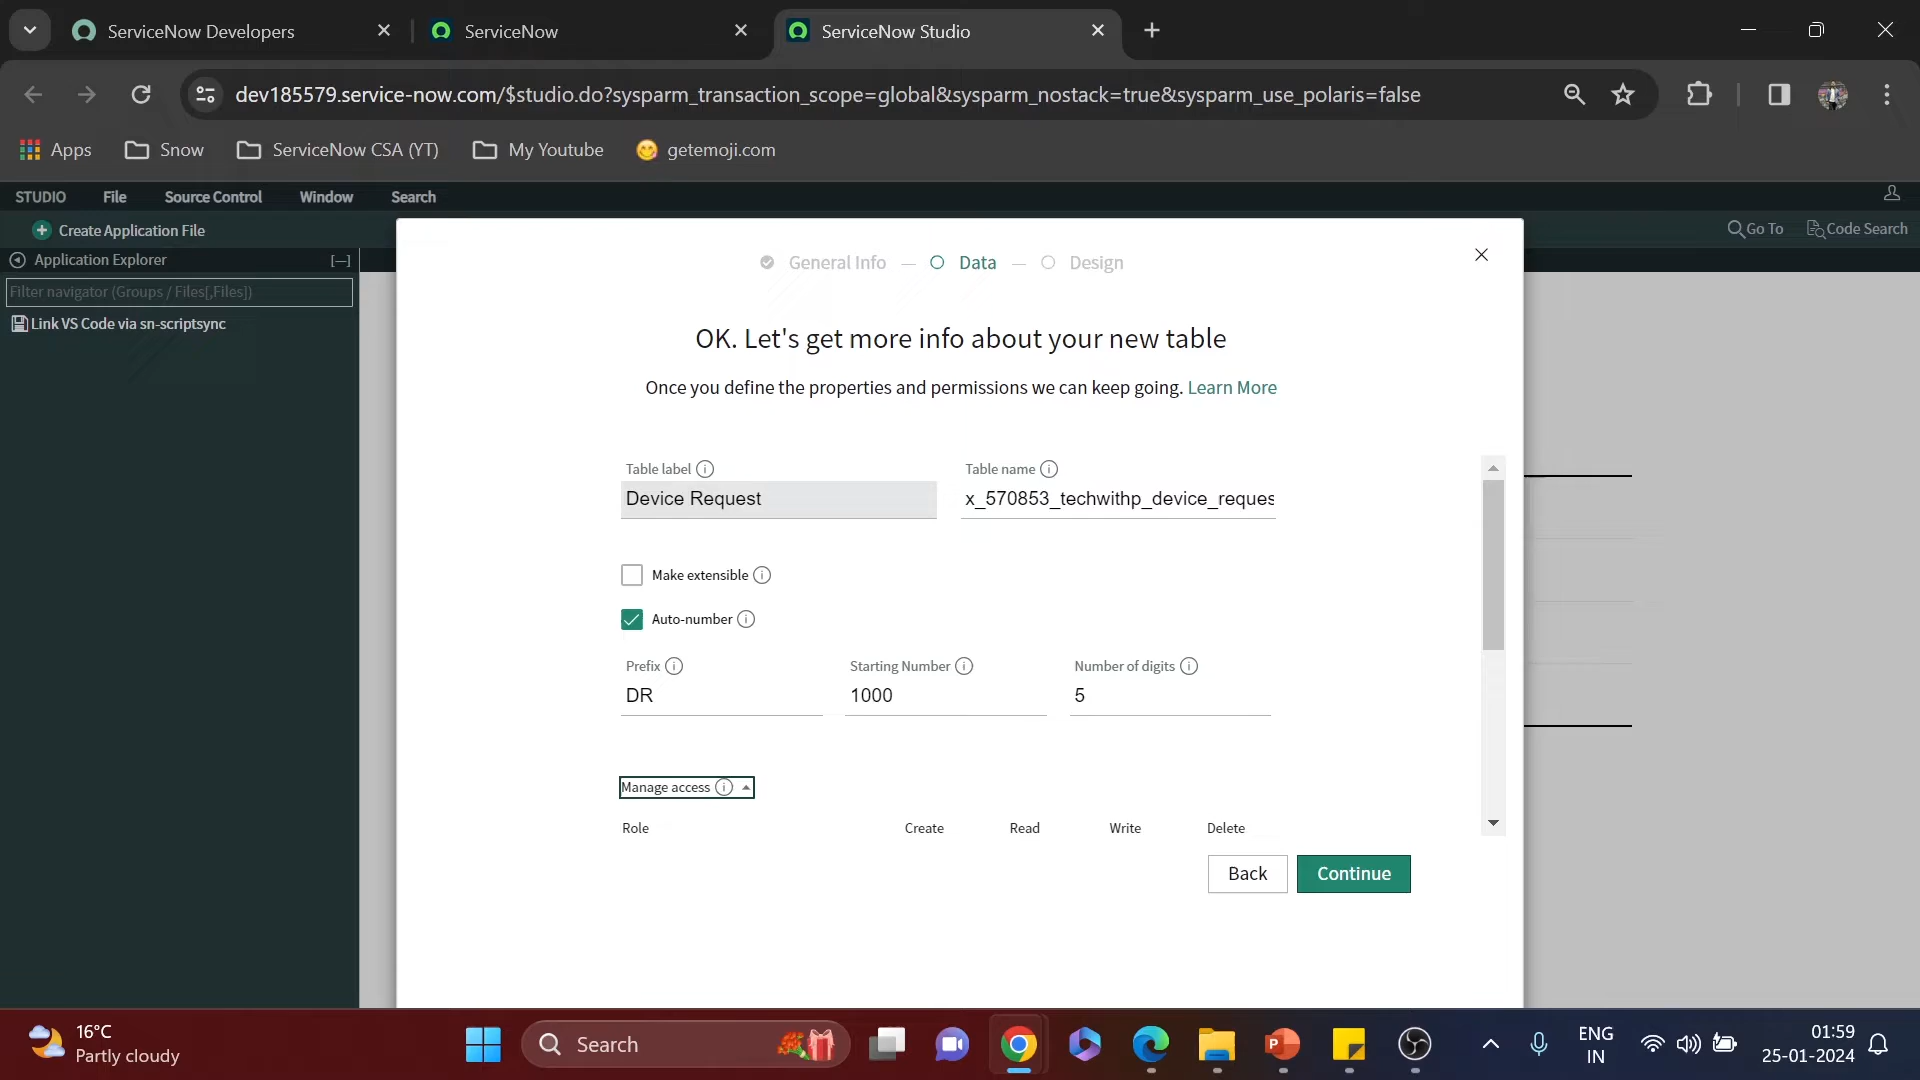 ServiceNow Developers
ServiceNow
ServiceNow Studio
dev185579.service-now.com/$studio.do?sysparm_transaction_scope=global&sysparm_nostack=true&sysparm_use_polaris=false
Apps
Snow
ServiceNow CSA (YT)
My Youtube
getemoji.com
STUDIO
File
Source Control
Window
Search
Create Application File
Go To
Code Search
Application Explorer
[—]
Filter navigator (Groups / Files[,Files])
Link VS Code via sn-scriptsync
General Info
Data
Design
OK. Let's get more info about your new table
Once you define the properties and permissions we can keep going. Learn More
Table label
Table name
Device Request
x_570853_techwithp_device_reques
Make extensible
Auto-number
Prefix
Starting Number
Number of digits
DR
1000
5
Manage access
Role
Create
Read
Write
Delete
Back
Continue
16°C
Partly cloudy
Search
ENG
IN
01:59
25-01-2024